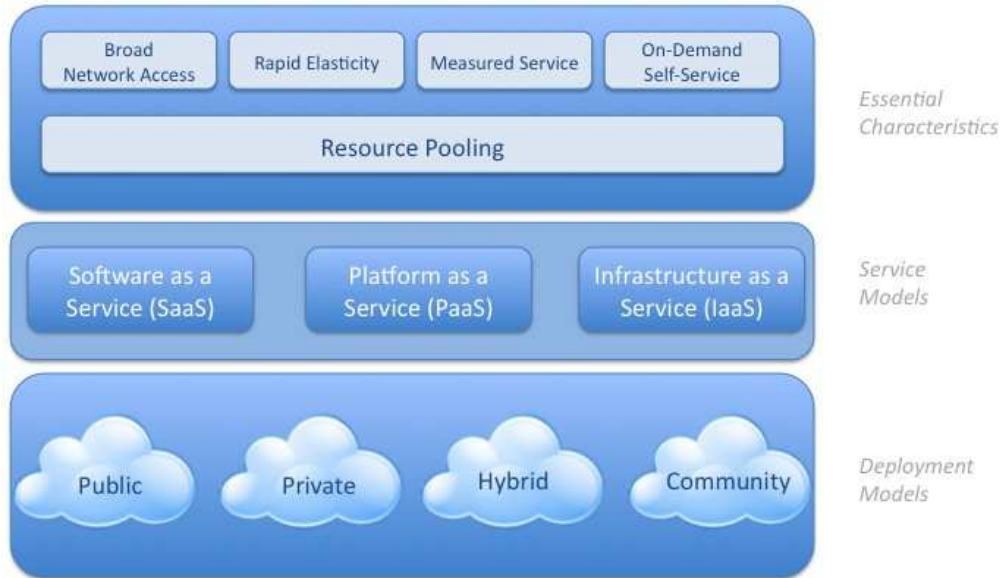 Broad
Network Access
Rapid Elasticity
Measured Service
On-Demand
Self-Service
Resource Pooling
Essential
Characteristics
Software as a
Service (SaaS)
Platform as a
Service (PaaS)
Infrastructure as a
Service (IaaS)
Service
Models
Public
Private
Hybrid
Community
Deployment
Models